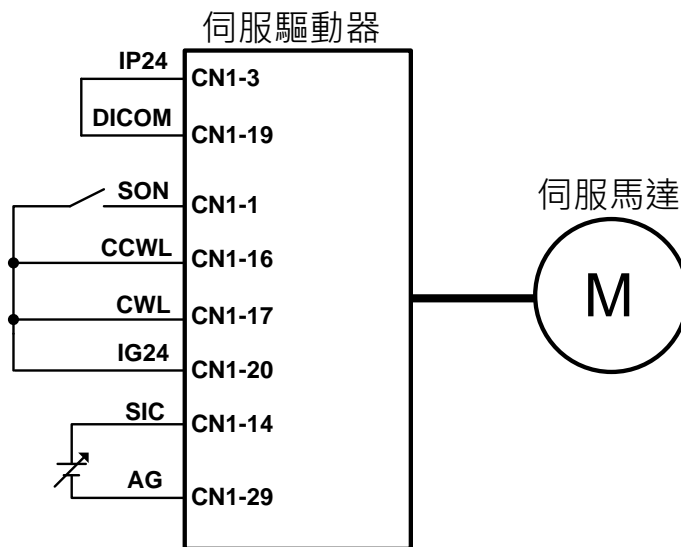 伺服驅動器
IP24 CN1-3
DICOM CN1-19
SON CN1-1
伺服馬達
CCWL CN1-16
M
CWL CN1-17
IG24 CN1-20
SIC CN1-14
AG CN1-29